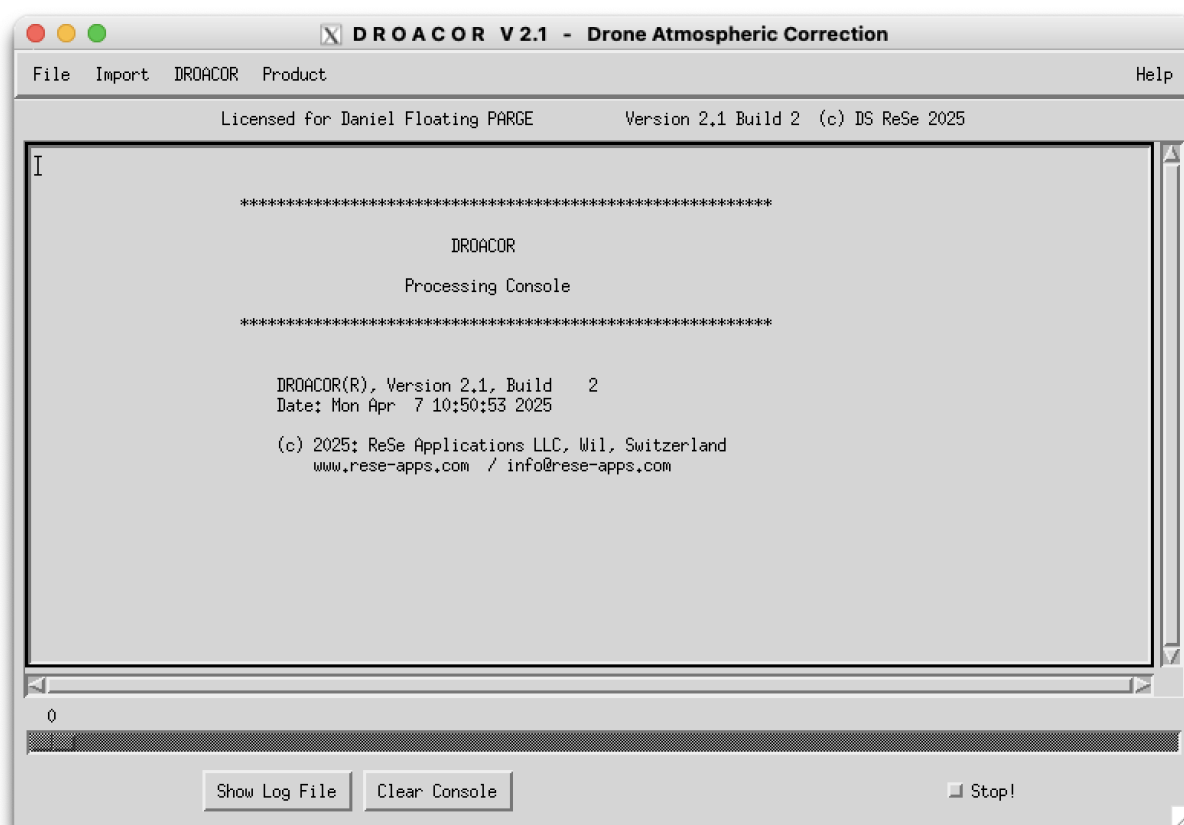 D R O A C O R V 2.1 - Drone Atmospheric Correction
File Import DROACOR Product Help
Licensed for Daniel Floating PARGE Version 2.1 Build 2 (c) DS ReSe 2025
**********************************************************
DROACOR
Processing Console
**********************************************************
DROACOR(R), Version 2.1, Build 2
Date: Mon Apr 7 10:50:53 2025
(c) 2025: ReSe Applications LLC, Wil, Switzerland
www.rese-apps.com / info@rese-apps.com
0
Show Log File Clear Console Stop!